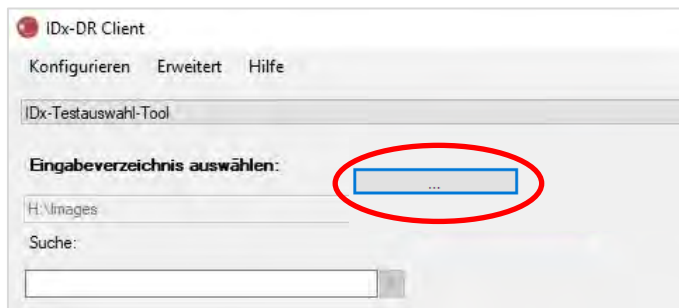 IDx-DR Client
Konfigurieren Erweitert Hilfe
IDx-Testauswahl-Tool
Eingabeverzeichnis auswählen:
...
H:\Images
Suche: